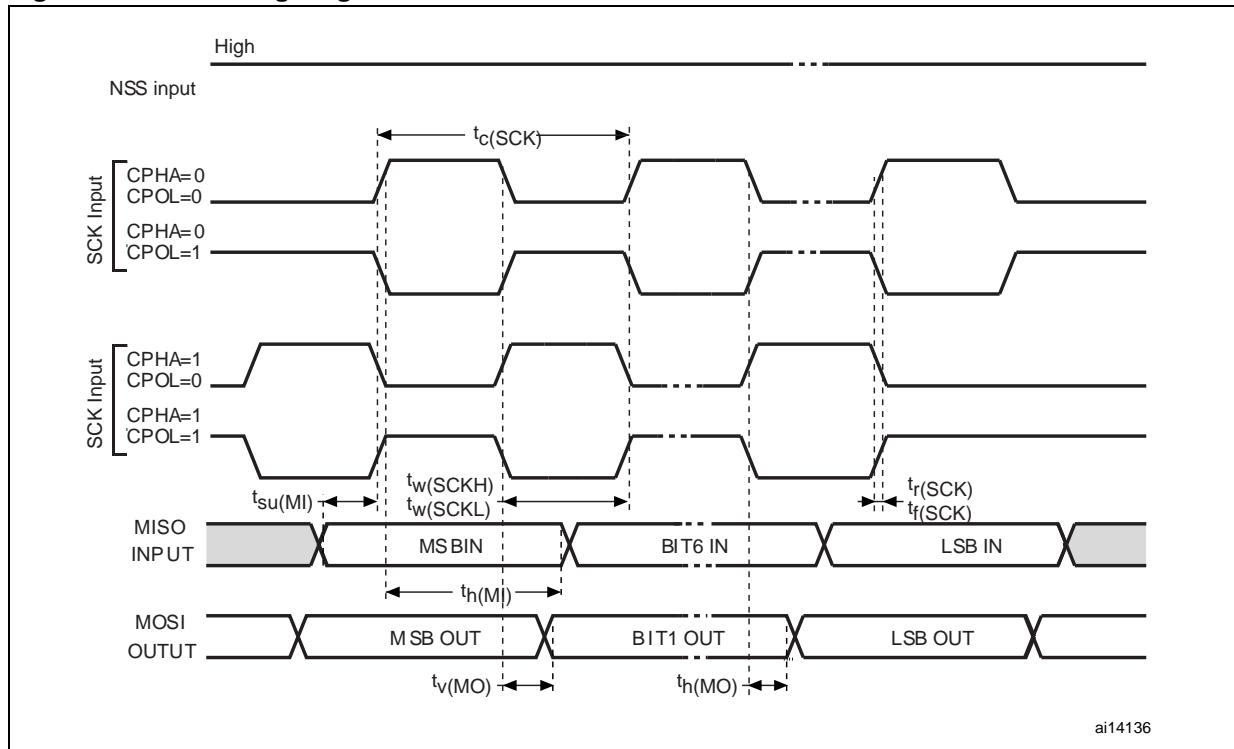 High
NSS input
tc(SCK)
SCK Input
CPHA=0
CPOL=0
CPHA=0
CPOL=1
SCK Input
CPHA=1
CPOL=0
CPHA=1
CPOL=1
tsu(MI)
tw(SCKH)
tw(SCKL)
tr(SCK)
tf(SCK)
MISO
INPUT
MSBIN
BIT6 IN
LSB IN
th(MI)
MOSI
OUTUT
MSB OUT
BIT1 OUT
LSB OUT
tv(MO)
th(MO)
ai14136